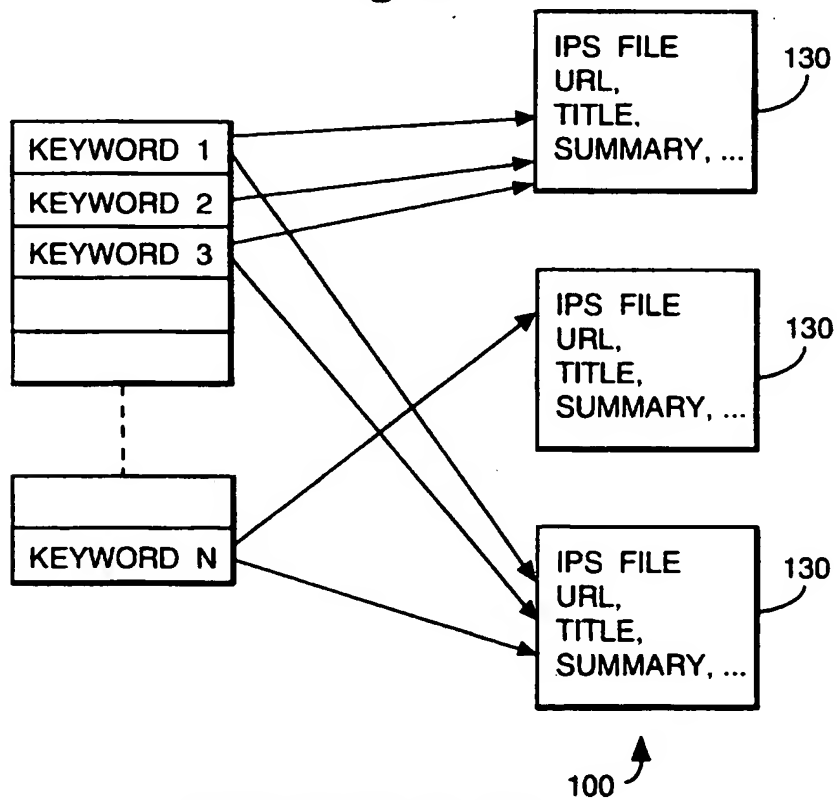 KEYWORD 1
KEYWORD 2
KEYWORD 3
KEYWORD N
IPS FILE
URL,
TITLE,
SUMMARY, ...
130
IPS FILE
URL,
TITLE,
SUMMARY, ...
130
IPS FILE
URL,
TITLE,
SUMMARY, ...
130
100